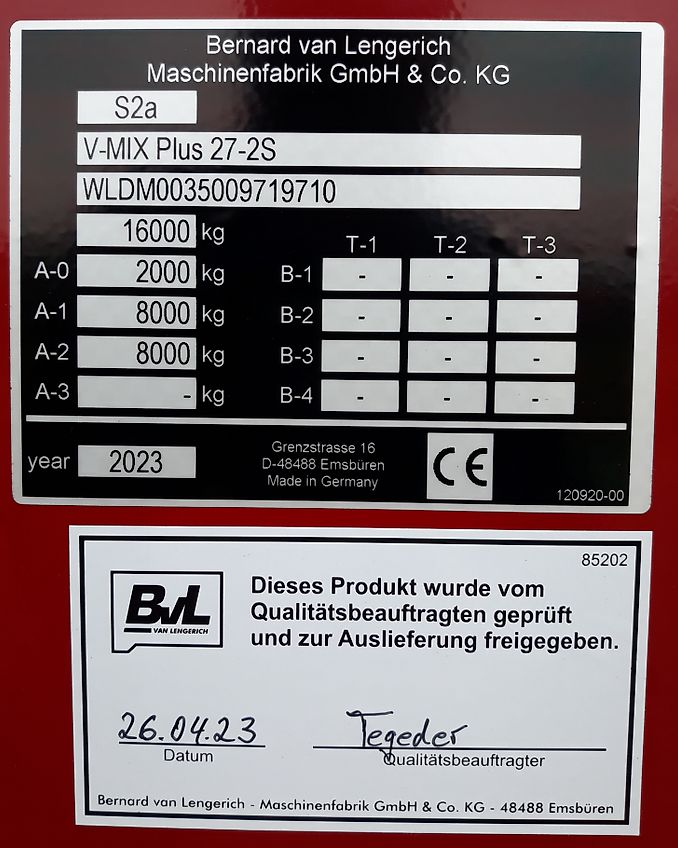 Bernard van Lengerich
Maschinenfabrik GmbH & Co. KG
S2a
V-MIX Plus 27-2S
WLDM0035009719710
16000 kg
T-1 T-2 T-3
A-0 2000 kg B-1 - - -
A-1 8000 kg B-2 - - -
A-2 8000 kg B-3 - - -
A-3 - kg B-4 - - -
year 2023
Grenzstrasse 16
D-48488 Emsbüren
Made in Germany
CE
120920-00
85202
BvL
VAN LENGERICH
Dieses Produkt wurde vom
Qualitätsbeauftragten geprüft
und zur Auslieferung freigegeben.
26.04.23 Tegeder
Datum Qualitätsbeauftragter
Bernard van Lengerich - Maschinenfabrik GmbH & Co. KG - 48488 Emsbüren